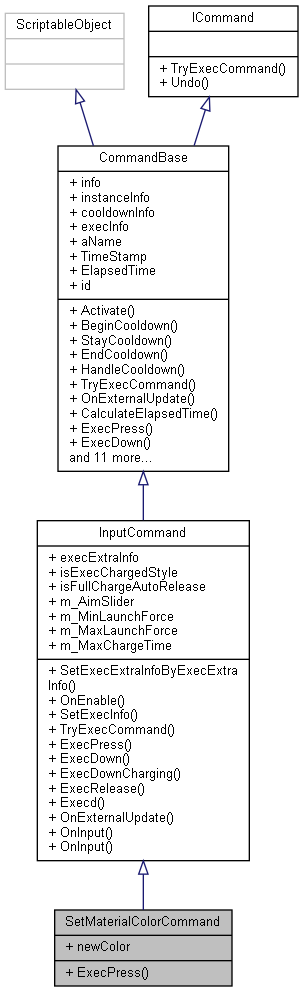 ScriptableObject
ICommand
+ TryExecCommand()
+ Undo()
CommandBase
+ info
+ instanceInfo
+ cooldownInfo
+ execInfo
+ aName
+ TimeStamp
+ ElapsedTime
+ id
+ Activate()
+ BeginCooldown()
+ StayCooldown()
+ EndCooldown()
+ HandleCooldown()
+ TryExecCommand()
+ OnExternalUpdate()
+ CalculateElapsedTime()
+ ExecPress()
+ ExecDown()
and 11 more...
InputCommand
+ execExtraInfo
+ isExecChargedStyle
+ isFullChargeAutoRelease
+ m_AimSlider
+ m_MinLaunchForce
+ m_MaxLaunchForce
+ m_MaxChargeTime
+ SetExecExtraInfoByExecExtra
Info()
+ OnEnable()
+ SetExecInfo()
+ TryExecCommand()
+ ExecPress()
+ ExecDown()
+ ExecDownCharging()
+ ExecRelease()
+ Execd()
+ OnExternalUpdate()
+ OnInput()
+ OnInput()
SetMaterialColorCommand
+ newColor
+ ExecPress()